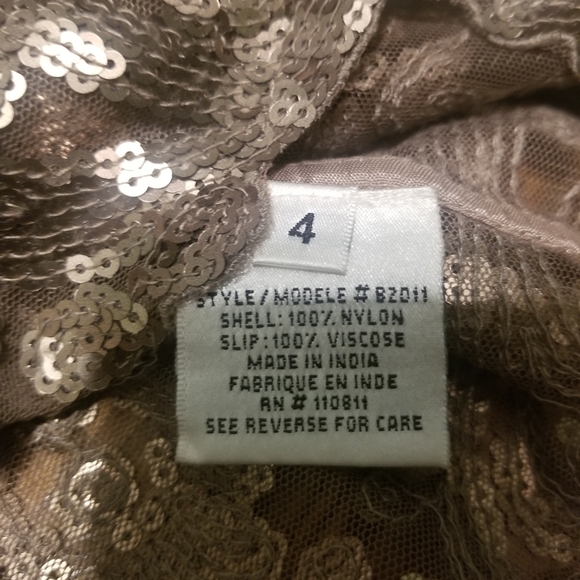 4
STYLE / MODELE # B2011
SHELL: 100% NYLON
SLIP: 100% VISCOSE
MADE IN INDIA
FABRIQUE EN INDE
RN # 110811
SEE REVERSE FOR CARE